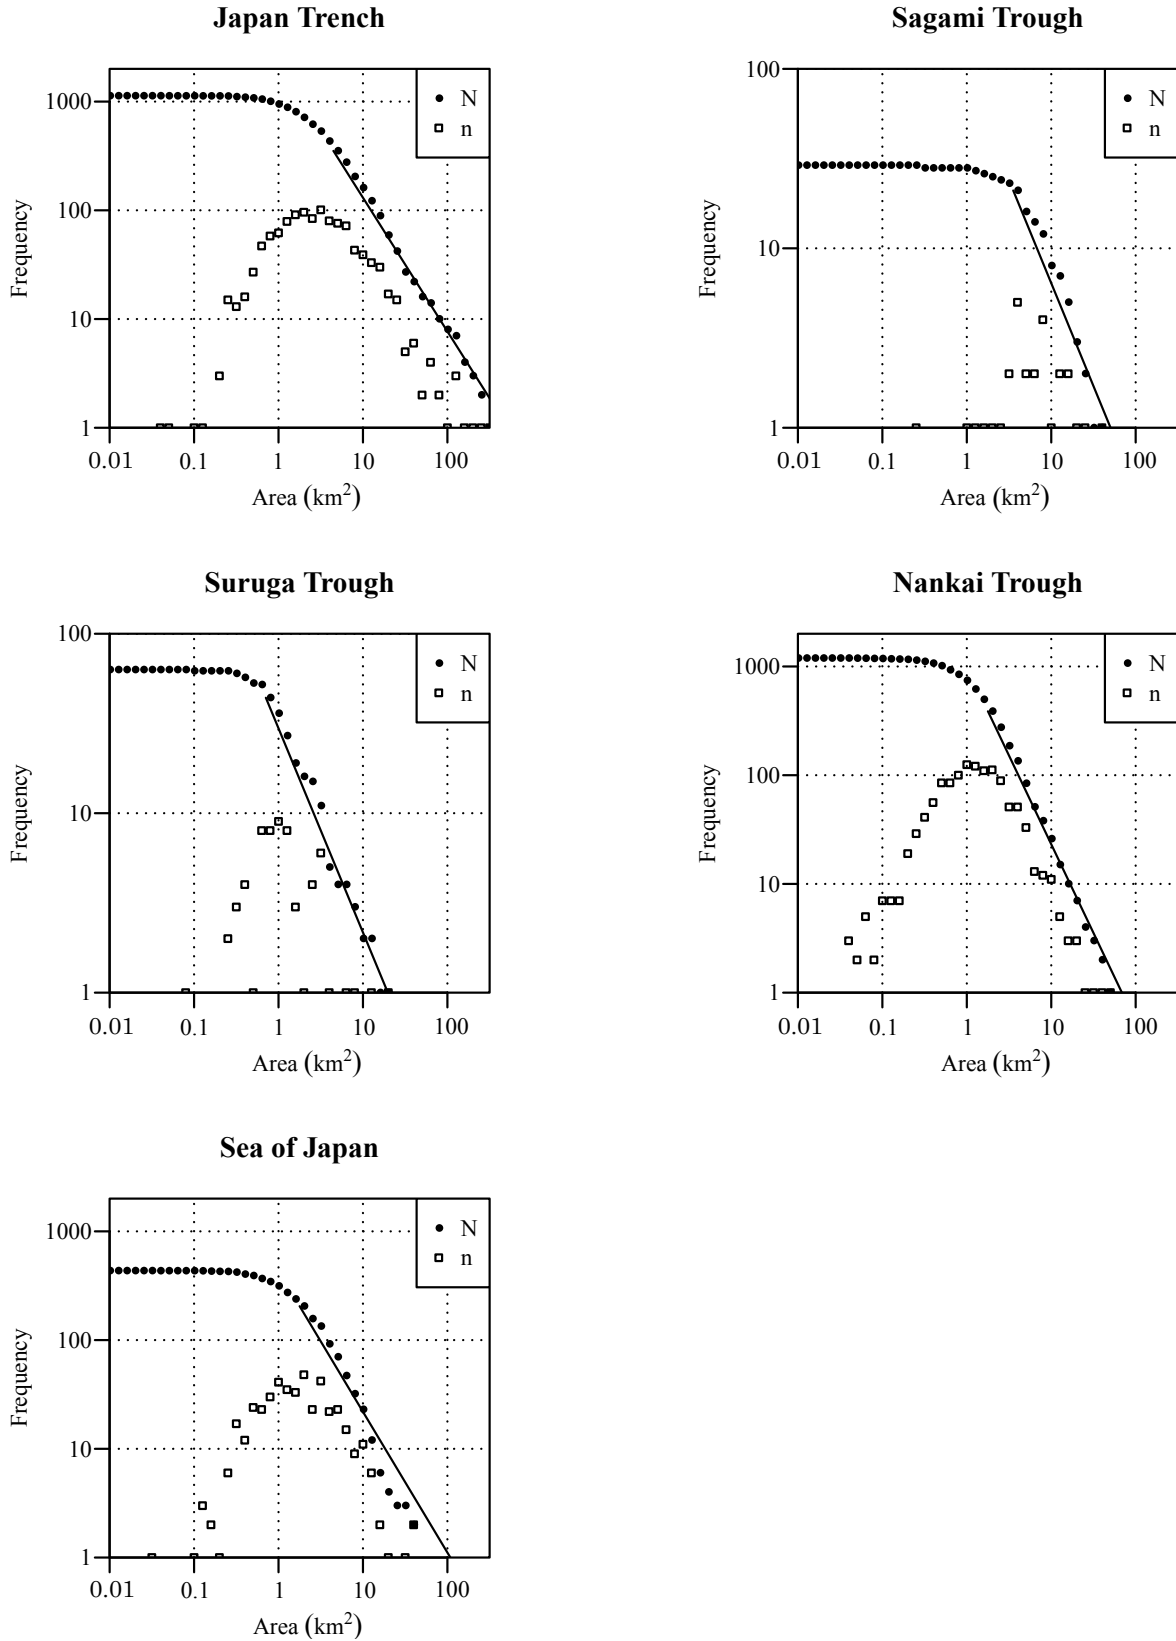 Japan Trench
1000
100
10
1
0.01 0.1 1 10 100
Frequency
Area (km²)
N
n
Sagami Trough
100
10
1
0.01 0.1 1 10 100
Frequency
Area (km²)
N
n
Suruga Trough
100
10
1
0.01 0.1 1 10 100
Frequency
Area (km²)
N
n
Nankai Trough
1000
100
10
1
0.01 0.1 1 10 100
Frequency
Area (km²)
N
n
Sea of Japan
1000
100
10
1
0.01 0.1 1 10 100
Frequency
Area (km²)
N
n